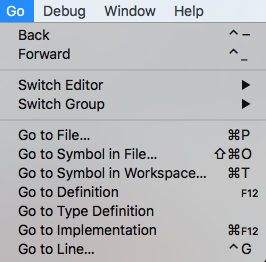 Go Debug Window Help
Back ⌃–
Forward ⌃_
Switch Editor ▶
Switch Group ▶
Go to File... ⌘P
Go to Symbol in File... ⇧⌘O
Go to Symbol in Workspace... ⌘T
Go to Definition F12
Go to Type Definition
Go to Implementation ⌘F12
Go to Line... ⌃G